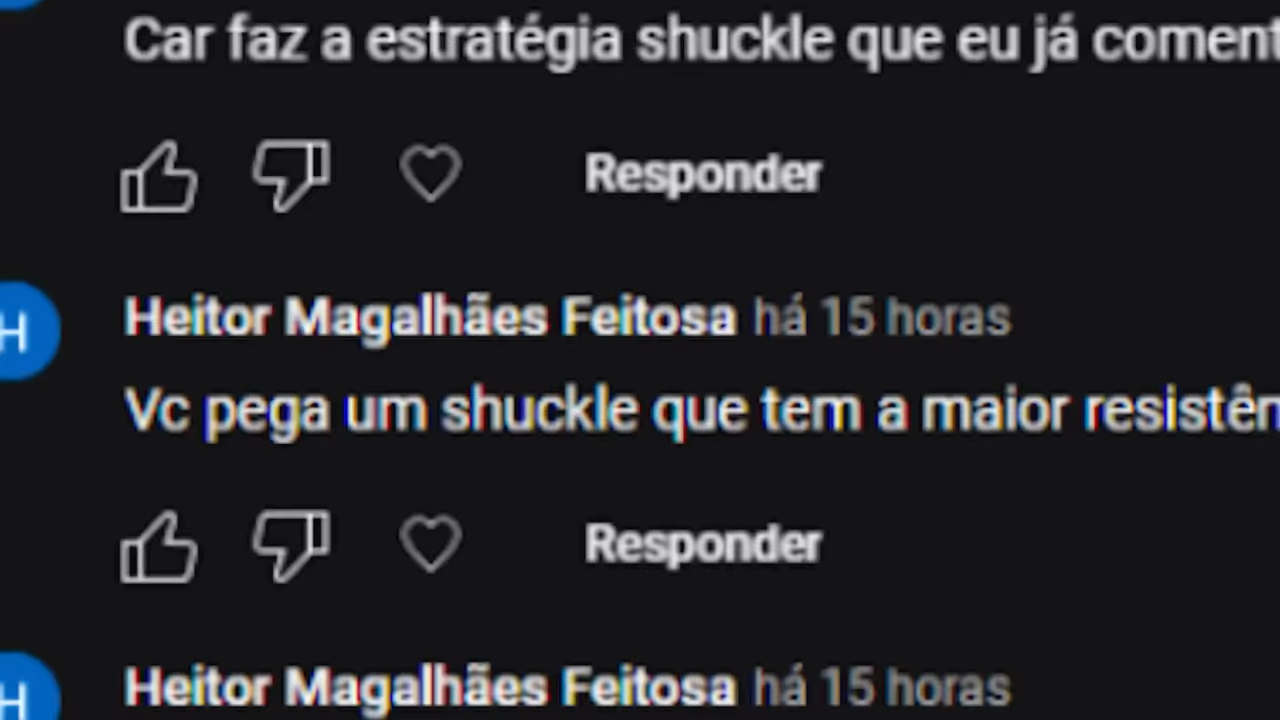 Car faz a estratégia shuckle que eu já coment
Responder
H
Heitor Magalhães Feitosa há 15 horas
Vc pega um shuckle que tem a maior resistên
Responder
H
Heitor Magalhães Feitosa há 15 horas